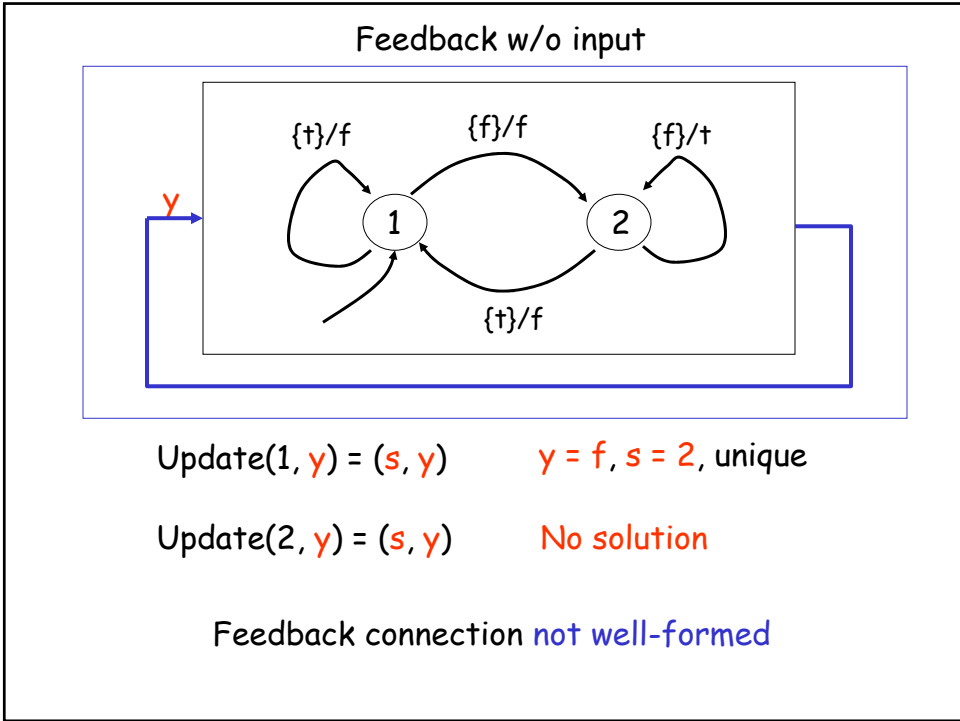 Feedback w/o input
{t}/f
{f}/f
{f}/t
y
1
2
{t}/f
Update(1, y) = (s, y) y = f, s = 2, unique
Update(2, y) = (s, y) No solution
Feedback connection not well-formed